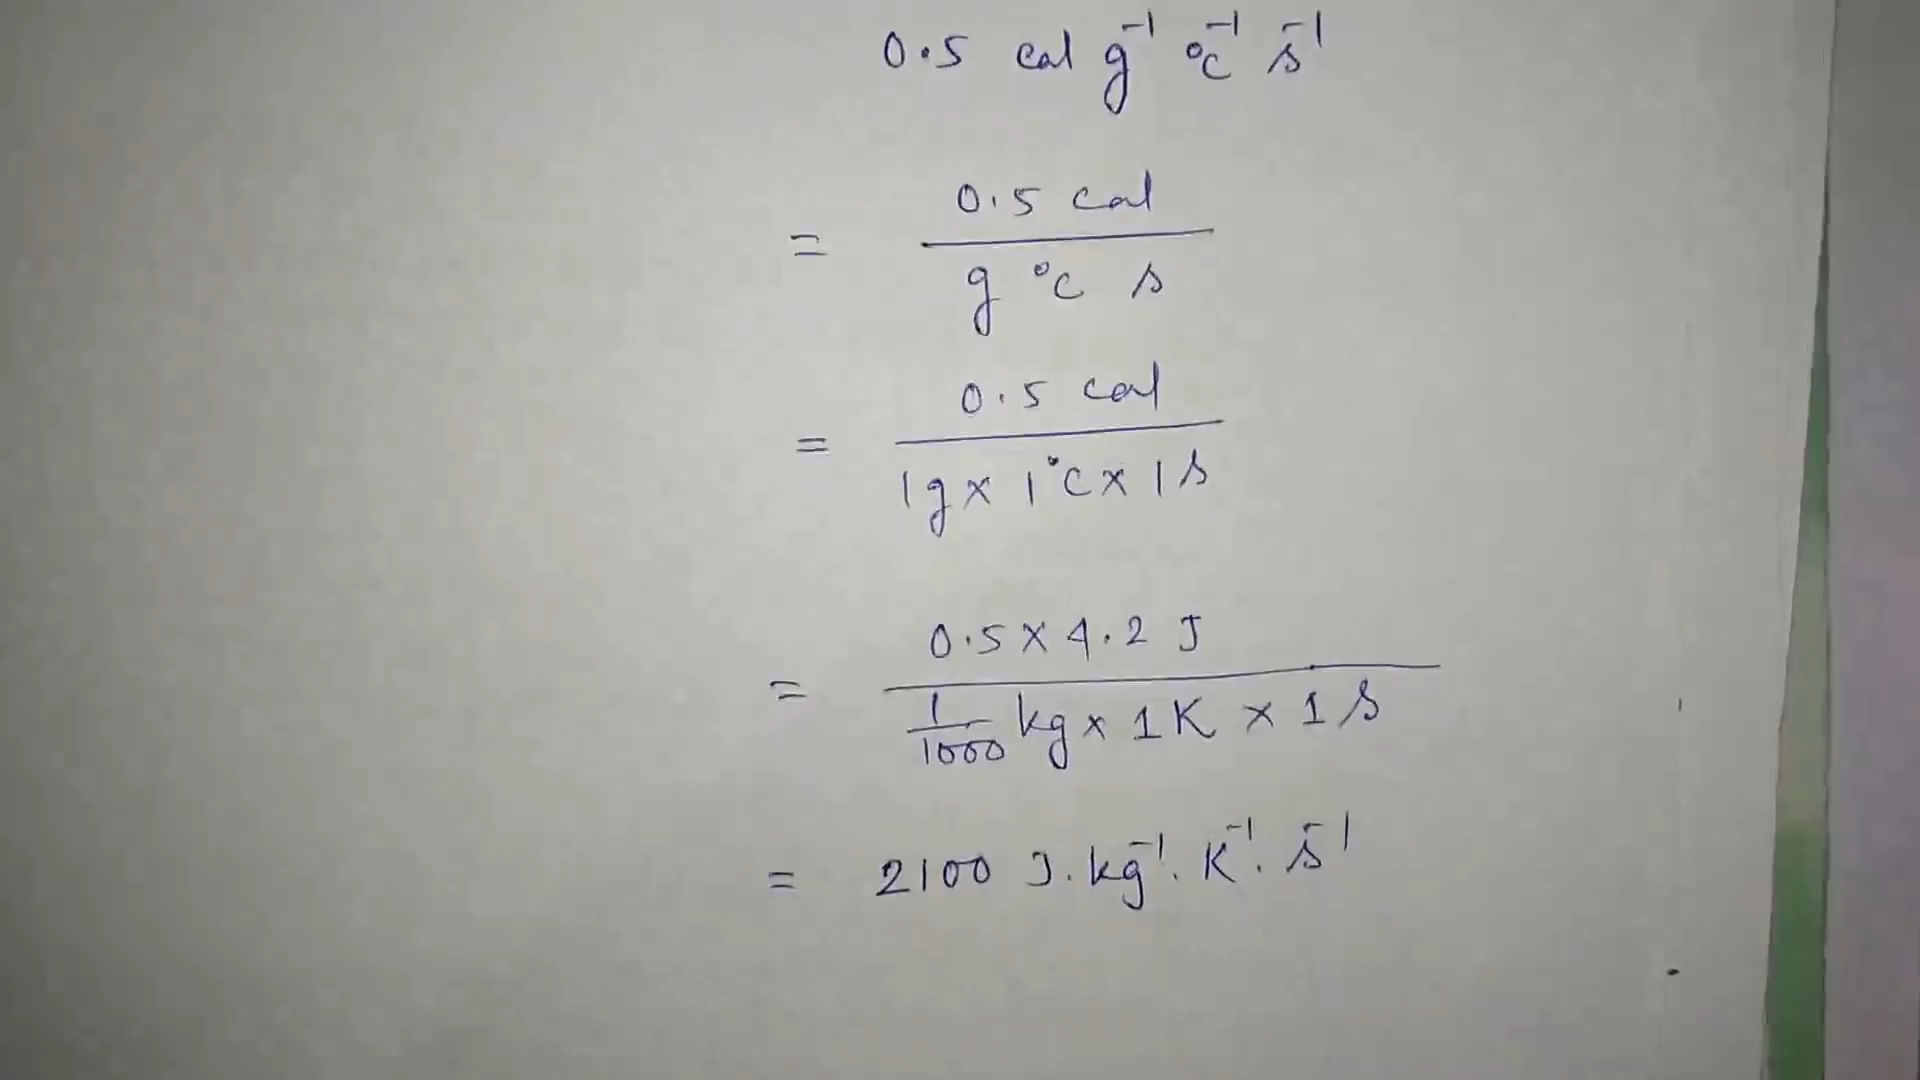 0.5 cal g⁻¹ °C⁻¹ s⁻¹
= 0.5 cal / g °C s
= 0.5 cal / 1g × 1°C × 1s
= 0.5 × 4.2 J / 1/1000 kg × 1K × 1s
= 2100 J. kg⁻¹. K⁻¹. s⁻¹